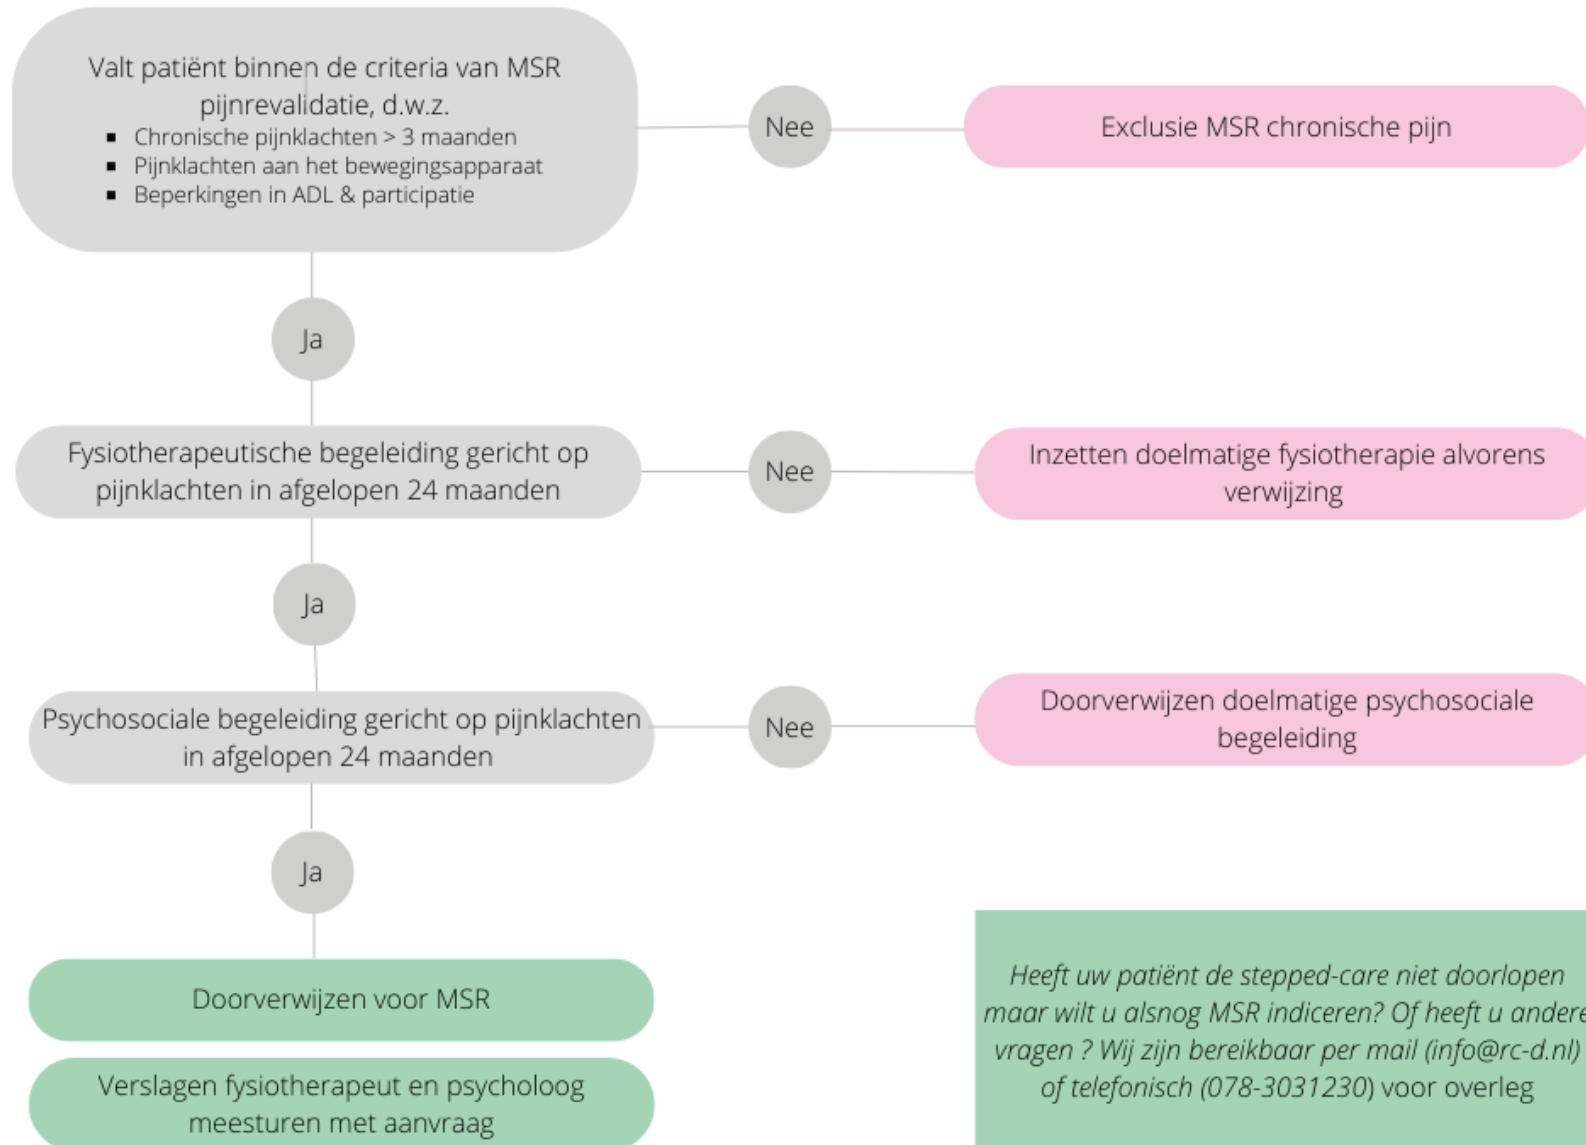 Valt patiënt binnen de criteria van MSR
pijnrevalidatie, d.w.z.
▪ Chronische pijnklachten > 3 maanden
▪ Pijnklachten aan het bewegingsapparaat
▪ Beperkingen in ADL & participatie
Nee
Exclusie MSR chronische pijn
Ja
Fysiotherapeutische begeleiding gericht op
pijnklachten in afgelopen 24 maanden
Nee
Inzetten doelmatige fysiotherapie alvorens
verwijzing
Ja
Psychosociale begeleiding gericht op pijnklachten
in afgelopen 24 maanden
Nee
Doorverwijzen doelmatige psychosociale
begeleiding
Ja
Doorverwijzen voor MSR
Verslagen fysiotherapeut en psycholoog
meesturen met aanvraag
Heeft uw patiënt de stepped-care niet doorlopen
maar wilt u alsnog MSR indiceren? Of heeft u andere
vragen ? Wij zijn bereikbaar per mail (info@rc-d.nl)
of telefonisch (078-3031230) voor overleg